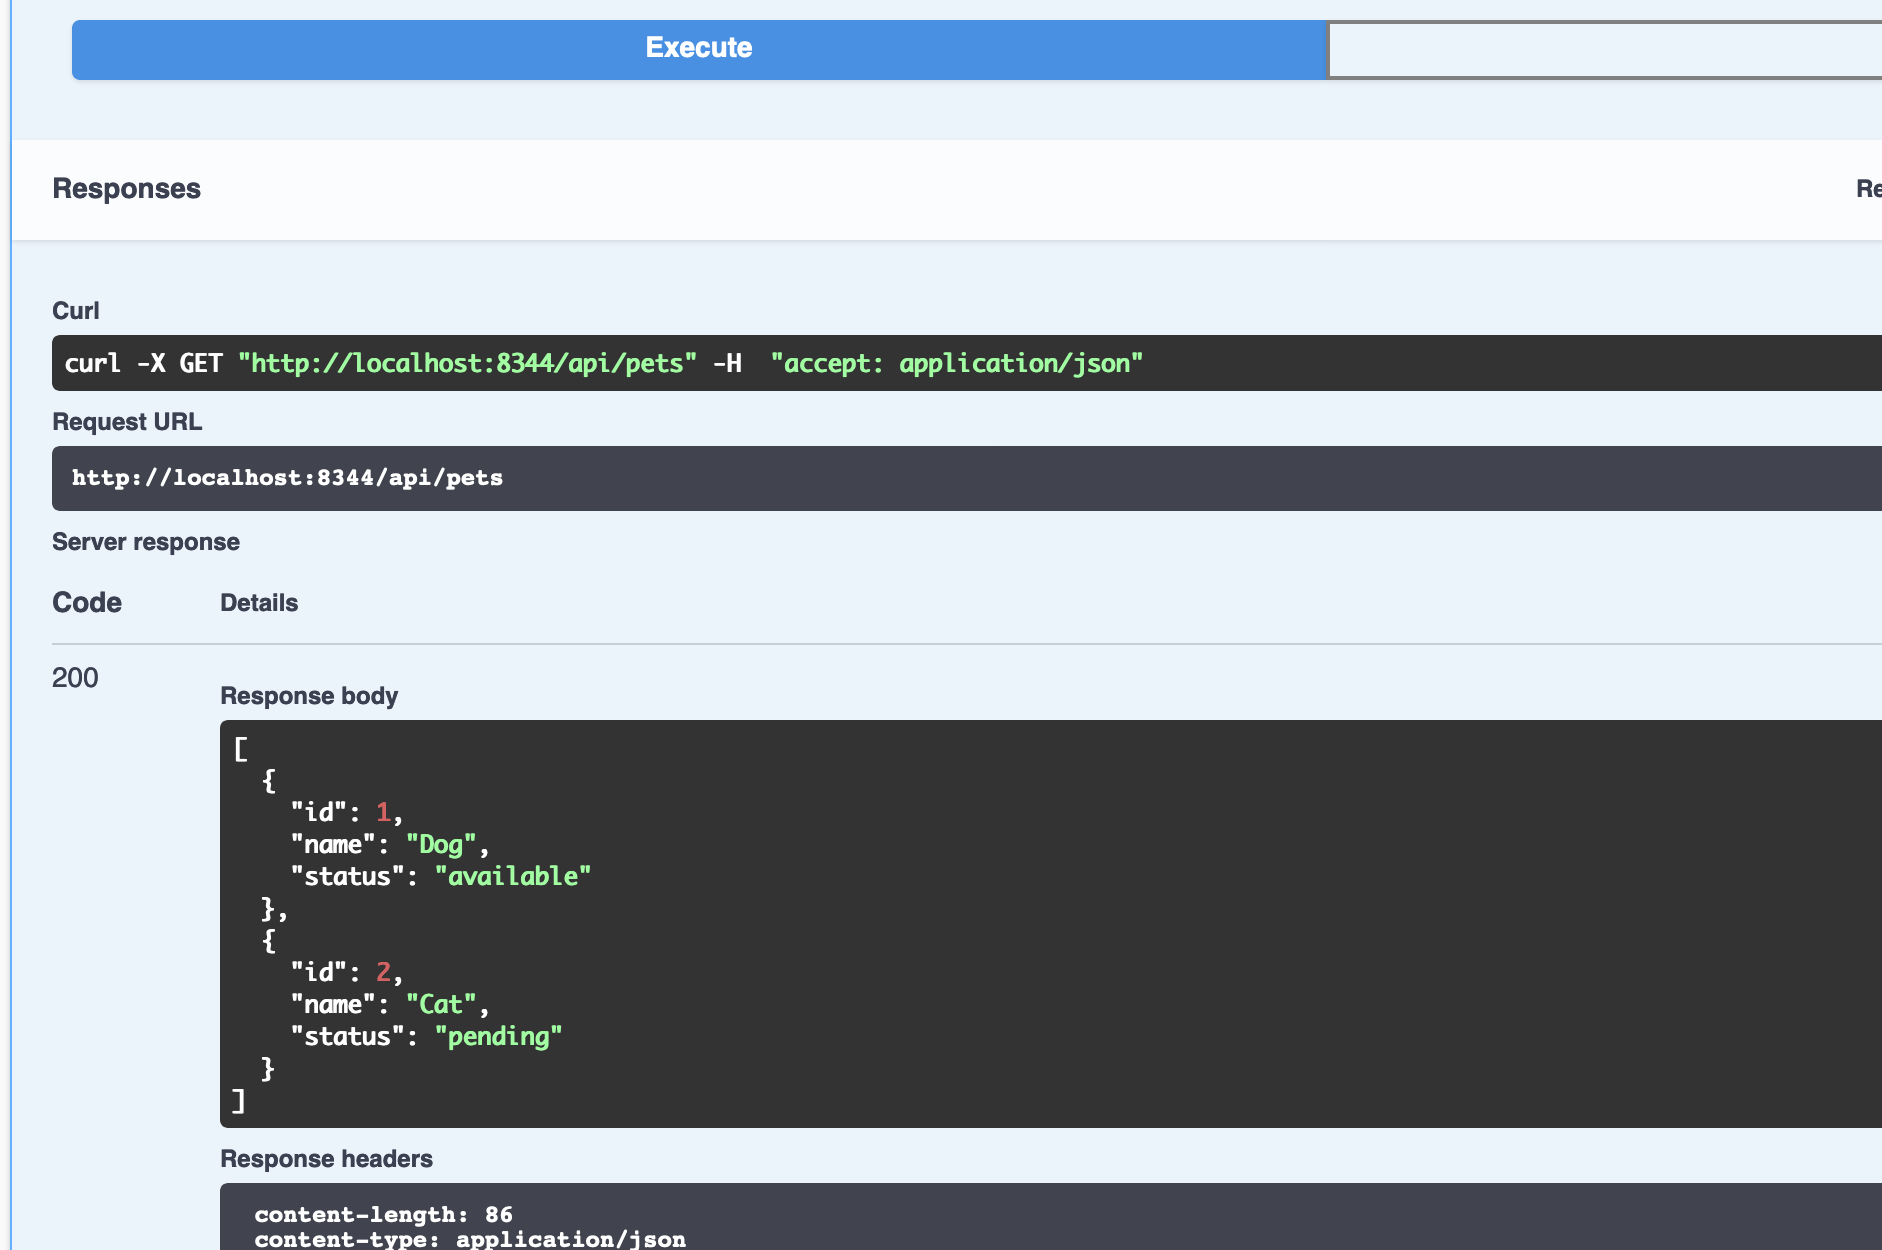 Execute
Responses
Curl
curl -X GET "http://localhost:8344/api/pets" -H  "accept: application/json"
Request URL
http://localhost:8344/api/pets
Server response
Code Details
200
Response body
[
  {
    "id": 1,
    "name": "Dog",
    "status": "available"
  },
  {
    "id": 2,
    "name": "Cat",
    "status": "pending"
  }
]
Response headers
content-length: 86
content-type: application/json